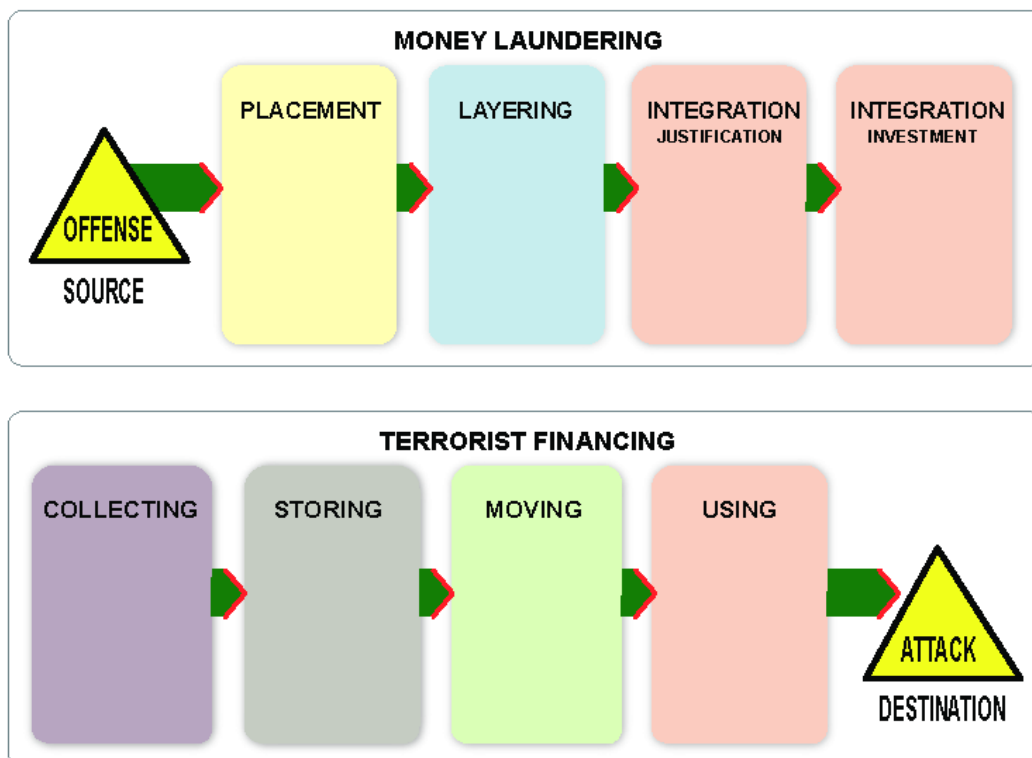 MONEY LAUNDERING
PLACEMENT
LAYERING
INTEGRATION
JUSTIFICATION
INTEGRATION
INVESTMENT
OFFENSE
SOURCE
TERRORIST FINANCING
COLLECTING
STORING
MOVING
USING
ATTACK
DESTINATION